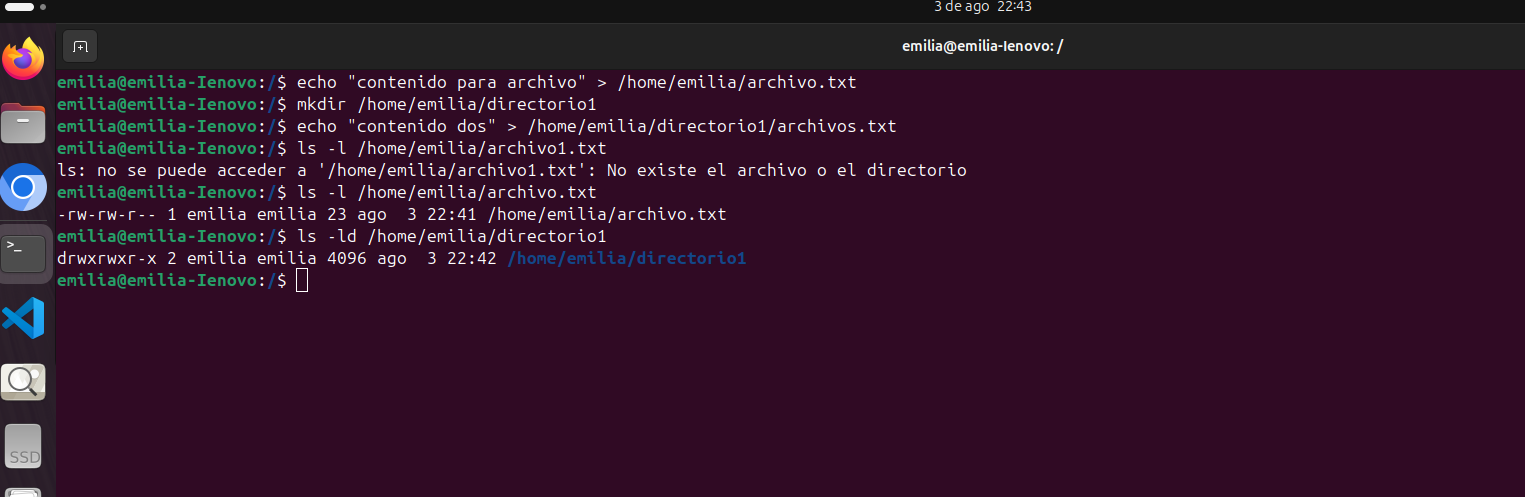 3 de ago 22:43
emilia@emilia-Ienovo: /
emilia@emilia-Ienovo:/$ echo "contenido para archivo" > /home/emilia/archivo.txt
emilia@emilia-Ienovo:/$ mkdir /home/emilia/directorio1
emilia@emilia-Ienovo:/$ echo "contenido dos" > /home/emilia/directorio1/archivos.txt
emilia@emilia-Ienovo:/$ ls -l /home/emilia/archivo1.txt
ls: no se puede acceder a '/home/emilia/archivo1.txt': No existe el archivo o el directorio
emilia@emilia-Ienovo:/$ ls -l /home/emilia/archivo.txt
-rw-rw-r-- 1 emilia emilia 23 ago  3 22:41 /home/emilia/archivo.txt
emilia@emilia-Ienovo:/$ ls -ld /home/emilia/directorio1
drwxrwxr-x 2 emilia emilia 4096 ago  3 22:42 /home/emilia/directorio1
emilia@emilia-Ienovo:/$
>_
SSD